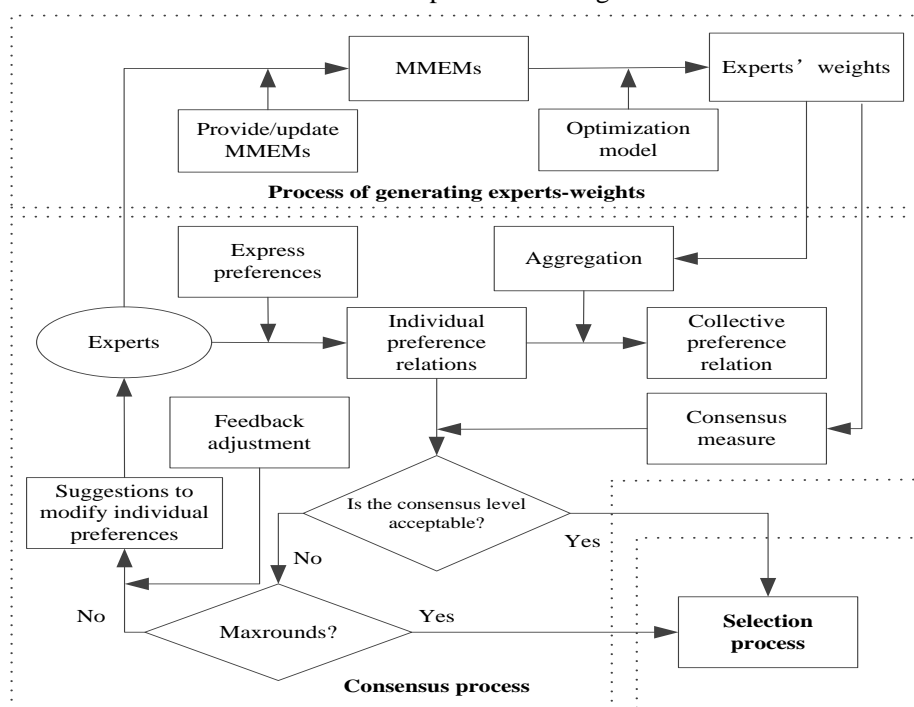 MMEMs
Experts’ weights
Provide/update
MMEMs
Optimization
model
Process of generating experts-weights
Express
preferences
Aggregation
Experts
Individual
preference
relations
Collective
preference
relation
Feedback
adjustment
Consensus
measure
Suggestions to
modify individual
preferences
Is the consensus level
acceptable?
Yes
No
No
Maxrounds?
Yes
Selection
process
Consensus process